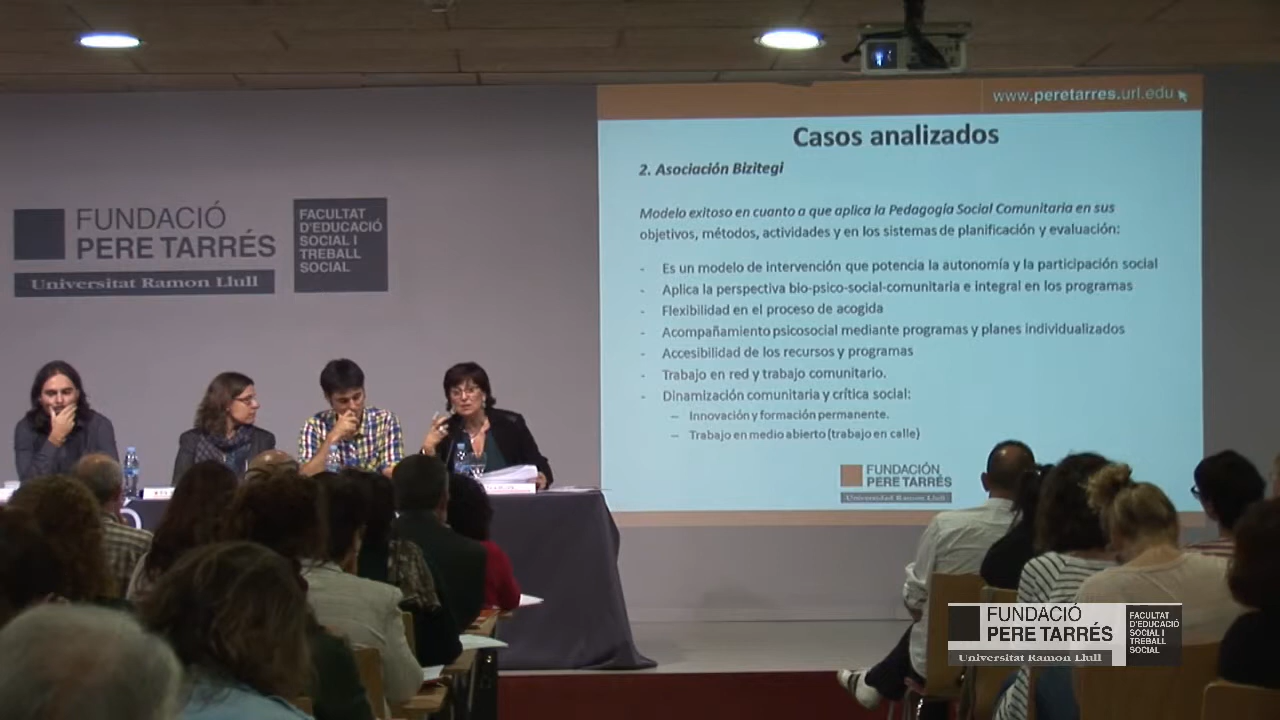 www.peretarres.url.edu
Casos analizados
2. Asociación Bizitegi
Modelo exitoso en cuanto a que aplica la Pedagogia Social Comunitaria en sus
objetivos, métodos, actividades y en los sistemas de planificación y evaluación:
- Es un modelo de intervención que potencia la autonomía y la participación social
- Aplica la perspectiva bio-psico-social-comunitaria e integral en los programas
- Flexibilidad en el proceso de acogida
- Acompañamiento psicosocial mediante programas y planes individualizados
- Accesibilidad de los recursos y programas
- Trabajo en red y trabajo comunitario.
- Dinamización comunitaria y crítica social:
– Innovación y formación permanente.
– Trabajo en medio abierto (trabajo en calle)
FUNDACIÓN
PERE TARRÉS
Universitat Ramon Llull
FUNDACIÓ
PERE TARRÉS
Universitat Ramon Llull
FACULTAT
D'EDUCACIÓ
SOCIAL I
TREBALL
SOCIAL
FUNDACIÓ
PERE TARRÉS
Universitat Ramon Llull
FACULTAT
D'EDUCACIÓ
SOCIAL I
TREBALL
SOCIAL